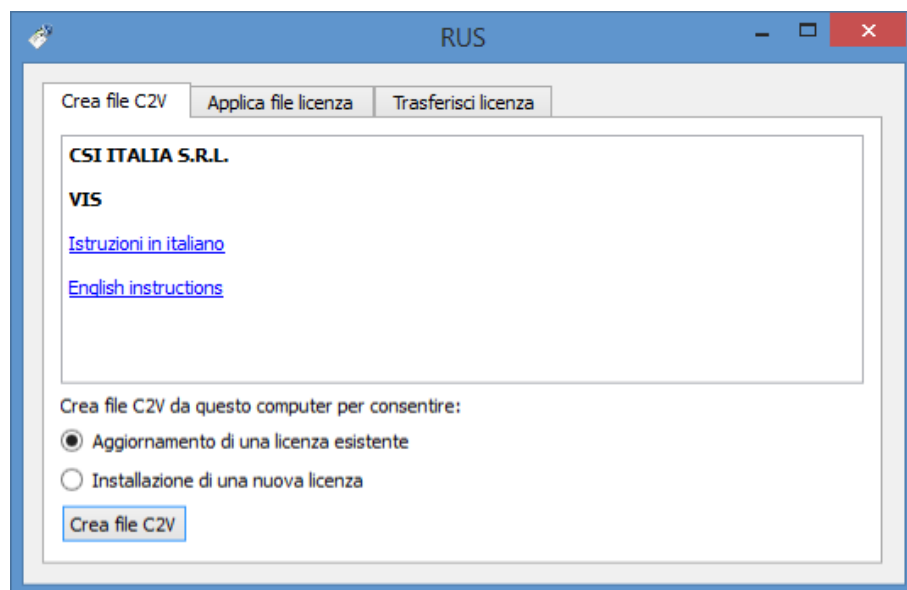 RUS
Crea file C2V
Applica file licenza
Trasferisci licenza
CSI ITALIA S.R.L.
VIS
Istruzioni in italiano
English instructions
Crea file C2V da questo computer per consentire:
Aggiornamento di una licenza esistente
Installazione di una nuova licenza
Crea file C2V